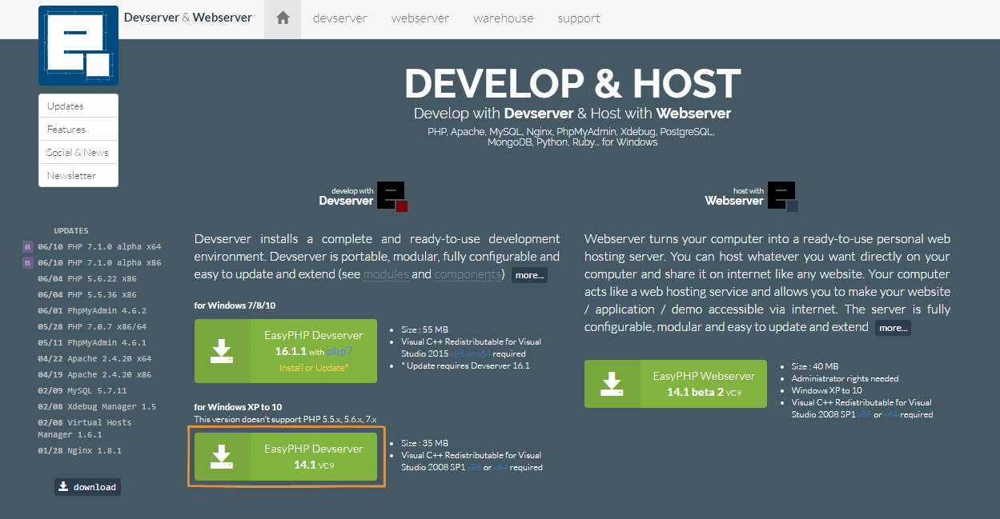 Devserver & Webserver
devserver
webserver
warehouse
support
Updates
Features
Social & News
Newsletter
DEVELOP & HOST
Develop with Devserver & Host with Webserver
PHP, Apache, MySQL, Nginx, PhpMyAdmin, Xdebug, PostgreSQL,
MongoDB, Python, Ruby... for Windows
UPDATES
n 06/10 PHP 7.1.0 alpha x64
n 06/10 PHP 7.1.0 alpha x86
06/04 PHP 5.6.22 x86
06/04 PHP 5.5.36 x86
06/01 PhpMyAdmin 4.6.2
05/28 PHP 7.0.7 x86/64
05/11 PhpMyAdmin 4.6.1
04/22 Apache 2.4.20 x64
04/19 Apache 2.4.20 x86
02/09 MySQL 5.7.11
02/08 Xdebug Manager 1.5
02/08 Virtual Hosts
Manager 1.6.1
01/28 Nginx 1.8.1
download
develop with
Devserver
Devserver installs a complete and ready-to-use development
environment. Devserver is portable, modular, fully configurable and
easy to update and extend (see modules and components) more...
for Windows 7/8/10
EasyPHP Devserver
16.1.1 with php7
Install or Update*
Size : 55 MB
Visual C++ Redistributable for Visual
Studio 2015 x86 or x64 required
* Update requires Devserver 16.1
for Windows XP to 10
This version doesn't support PHP 5.5.x, 5.6.x, 7.x
EasyPHP Devserver
14.1 VC9
Size : 35 MB
Visual C++ Redistributable for Visual
Studio 2008 SP1 x86 or x64 required
host with
Webserver
Webserver turns your computer into a ready-to-use personal web
hosting server. You can host whatever you want directly on your
computer and share it on internet like any website. Your computer
acts like a web hosting service and allows you to make your website
/ application / demo accessible via internet. The server is fully
configurable, modular and easy to update and extend more...
EasyPHP Webserver
14.1 beta 2 VC9
Size : 40 MB
Administrator rights needed
Windows XP to 10
Visual C++ Redistributable for Visual
Studio 2008 SP1 x86 or x64 required